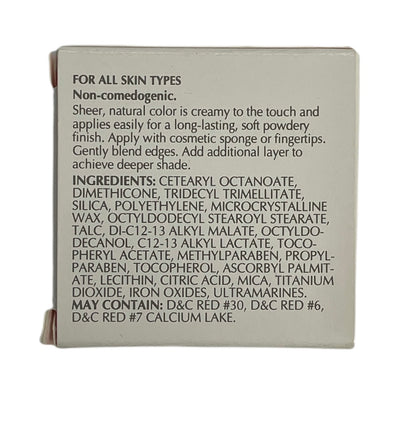 FOR ALL SKIN TYPES
Non-comedogenic.
Sheer, natural color is creamy to the touch and
applies easily for a long-lasting, soft powdery
finish. Apply with cosmetic sponge or fingertips.
Gently blend edges. Add additional layer to
achieve deeper shade.
INGREDIENTS: CETEARYL OCTANOATE,
DIMETHICONE, TRIDECYL TRIMELLITATE,
SILICA, POLYETHYLENE, MICROCRYSTALLINE
WAX, OCTYLDODECYL STEAROYL STEARATE,
TALC, DI-C12-13 ALKYL MALATE, OCTYLDO-
DECANOL, C12-13 ALKYL LACTATE, TOCO-
PHERYL ACETATE, METHYLPARABEN, PROPYL-
PARABEN, TOCOPHEROL, ASCORBYL PALMIT-
ATE, LECITHIN, CITRIC ACID, MICA, TITANIUM
DIOXIDE, IRON OXIDES, ULTRAMARINES.
MAY CONTAIN: D&C RED #30, D&C RED #6,
D&C RED #7 CALCIUM LAKE.